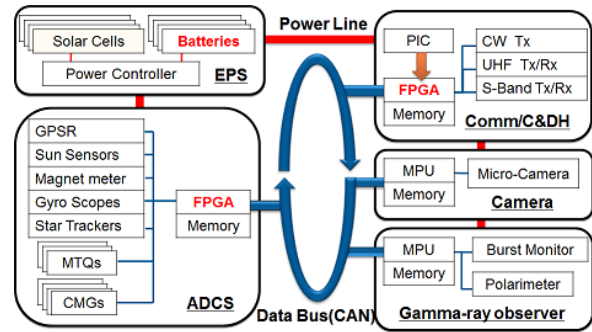 Power Line
Solar Cells
Batteries
Power Controller
EPS
PIC
FPGA
Memory
CW Tx
UHF Tx/Rx
S-Band Tx/Rx
Comm/C&DH
GPSR
Sun Sensors
Magnet meter
Gyro Scopes
Star Trackers
MTQs
CMGs
FPGA
Memory
ADCS
MPU
Memory
Micro-Camera
Camera
MPU
Memory
Burst Monitor
Polarimeter
Gamma-ray observer
Data Bus(CAN)